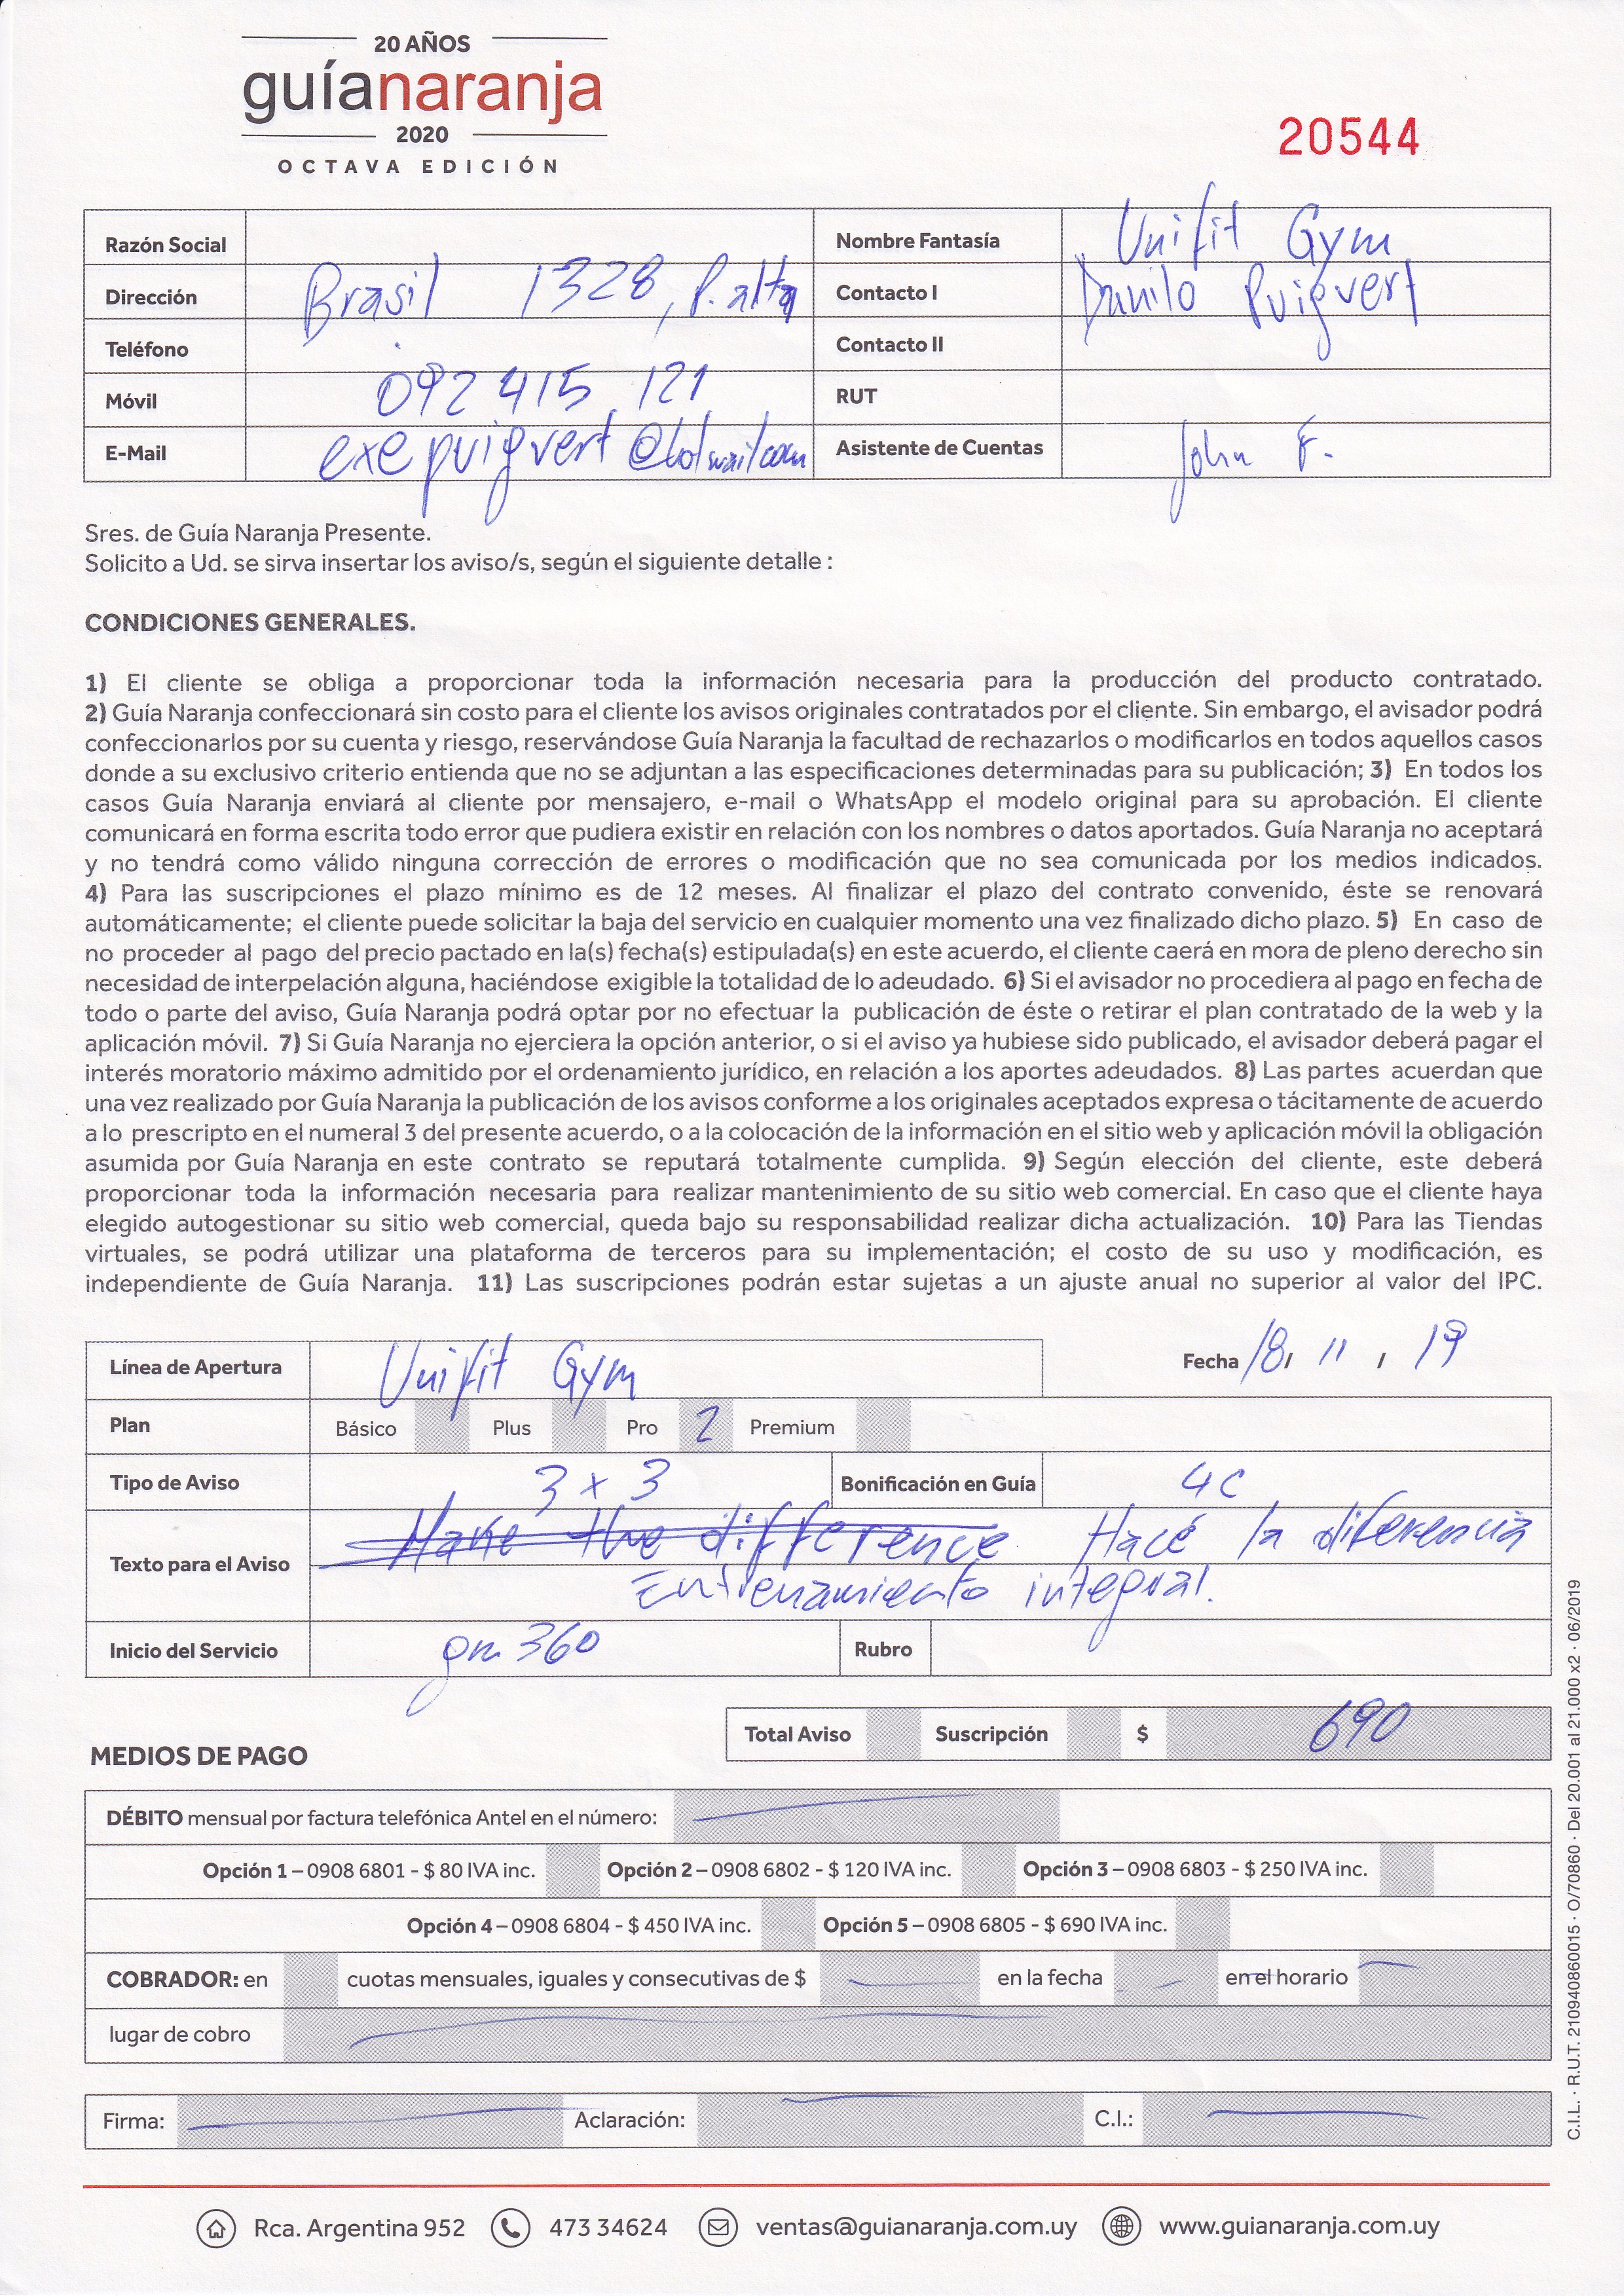 20 AÑOS
guíanaranja
2020
OCTAVA EDICIÓN
20544
Razón Social
Nombre Fantasía Unifit Gym
Dirección Brasil 1328, P. alta
Contacto I Danilo Puigvert
Teléfono
Contacto II
Móvil 092 415 121
RUT
E-Mail exepuigvert@hotmail.com
Asistente de Cuentas John F.
Sres. de Guía Naranja Presente.
Solicito a Ud. se sirva insertar los aviso/s, según el siguiente detalle :
CONDICIONES GENERALES.
1) El cliente se obliga a proporcionar toda la información necesaria para la producción del producto contratado.
2) Guía Naranja confeccionará sin costo para el cliente los avisos originales contratados por el cliente. Sin embargo, el avisador podrá
confeccionarlos por su cuenta y riesgo, reservándose Guía Naranja la facultad de rechazarlos o modificarlos en todos aquellos casos
donde a su exclusivo criterio entienda que no se adjuntan a las especificaciones determinadas para su publicación; 3) En todos los
casos Guía Naranja enviará al cliente por mensajero, e-mail o WhatsApp el modelo original para su aprobación. El cliente
comunicará en forma escrita todo error que pudiera existir en relación con los nombres o datos aportados. Guía Naranja no aceptará
y no tendrá como válido ninguna corrección de errores o modificación que no sea comunicada por los medios indicados.
4) Para las suscripciones el plazo mínimo es de 12 meses. Al finalizar el plazo del contrato convenido, éste se renovará
automáticamente; el cliente puede solicitar la baja del servicio en cualquier momento una vez finalizado dicho plazo. 5) En caso de
no proceder al pago del precio pactado en la(s) fecha(s) estipulada(s) en este acuerdo, el cliente caerá en mora de pleno derecho sin
necesidad de interpelación alguna, haciéndose exigible la totalidad de lo adeudado. 6) Si el avisador no procediera al pago en fecha de
todo o parte del aviso, Guía Naranja podrá optar por no efectuar la publicación de éste o retirar el plan contratado de la web y la
aplicación móvil. 7) Si Guía Naranja no ejerciera la opción anterior, o si el aviso ya hubiese sido publicado, el avisador deberá pagar el
interés moratorio máximo admitido por el ordenamiento jurídico, en relación a los aportes adeudados. 8) Las partes acuerdan que
una vez realizado por Guía Naranja la publicación de los avisos conforme a los originales aceptados expresa o tácitamente de acuerdo
a lo prescripto en el numeral 3 del presente acuerdo, o a la colocación de la información en el sitio web y aplicación móvil la obligación
asumida por Guía Naranja en este contrato se reputará totalmente cumplida. 9) Según elección del cliente, este deberá
proporcionar toda la información necesaria para realizar mantenimiento de su sitio web comercial. En caso que el cliente haya
elegido autogestionar su sitio web comercial, queda bajo su responsabilidad realizar dicha actualización. 10) Para las Tiendas
virtuales, se podrá utilizar una plataforma de terceros para su implementación; el costo de su uso y modificación, es
independiente de Guía Naranja. 11) Las suscripciones podrán estar sujetas a un ajuste anual no superior al valor del IPC.
Línea de Apertura Unifit Gym
Fecha 18/ 11 / 19
Plan Básico Plus Pro 2 Premium
Tipo de Aviso 3 x 3 Bonificación en Guía 4c
Make the difference Hacé la diferencia
Texto para el Aviso
Entrenamiento integral.
Inicio del Servicio gn 360 Rubro
Total Aviso Suscripción $ 690
MEDIOS DE PAGO
DÉBITO mensual por factura telefónica Antel en el número:
Opción 1 – 0908 6801 - $ 80 IVA inc. Opción 2 – 0908 6802 - $ 120 IVA inc. Opción 3 – 0908 6803 - $ 250 IVA inc.
Opción 4 – 0908 6804 - $ 450 IVA inc. Opción 5 – 0908 6805 - $ 690 IVA inc.
COBRADOR: en cuotas mensuales, iguales y consecutivas de $ en la fecha en el horario
lugar de cobro
Firma: Aclaración: C.I.:
Rca. Argentina 952 473 34624 ventas@guianaranja.com.uy www.guianaranja.com.uy
C.I.L. · R.U.T. 210940860015 · O/70860 · Del 20.001 al 21.000 x2 · 06/2019